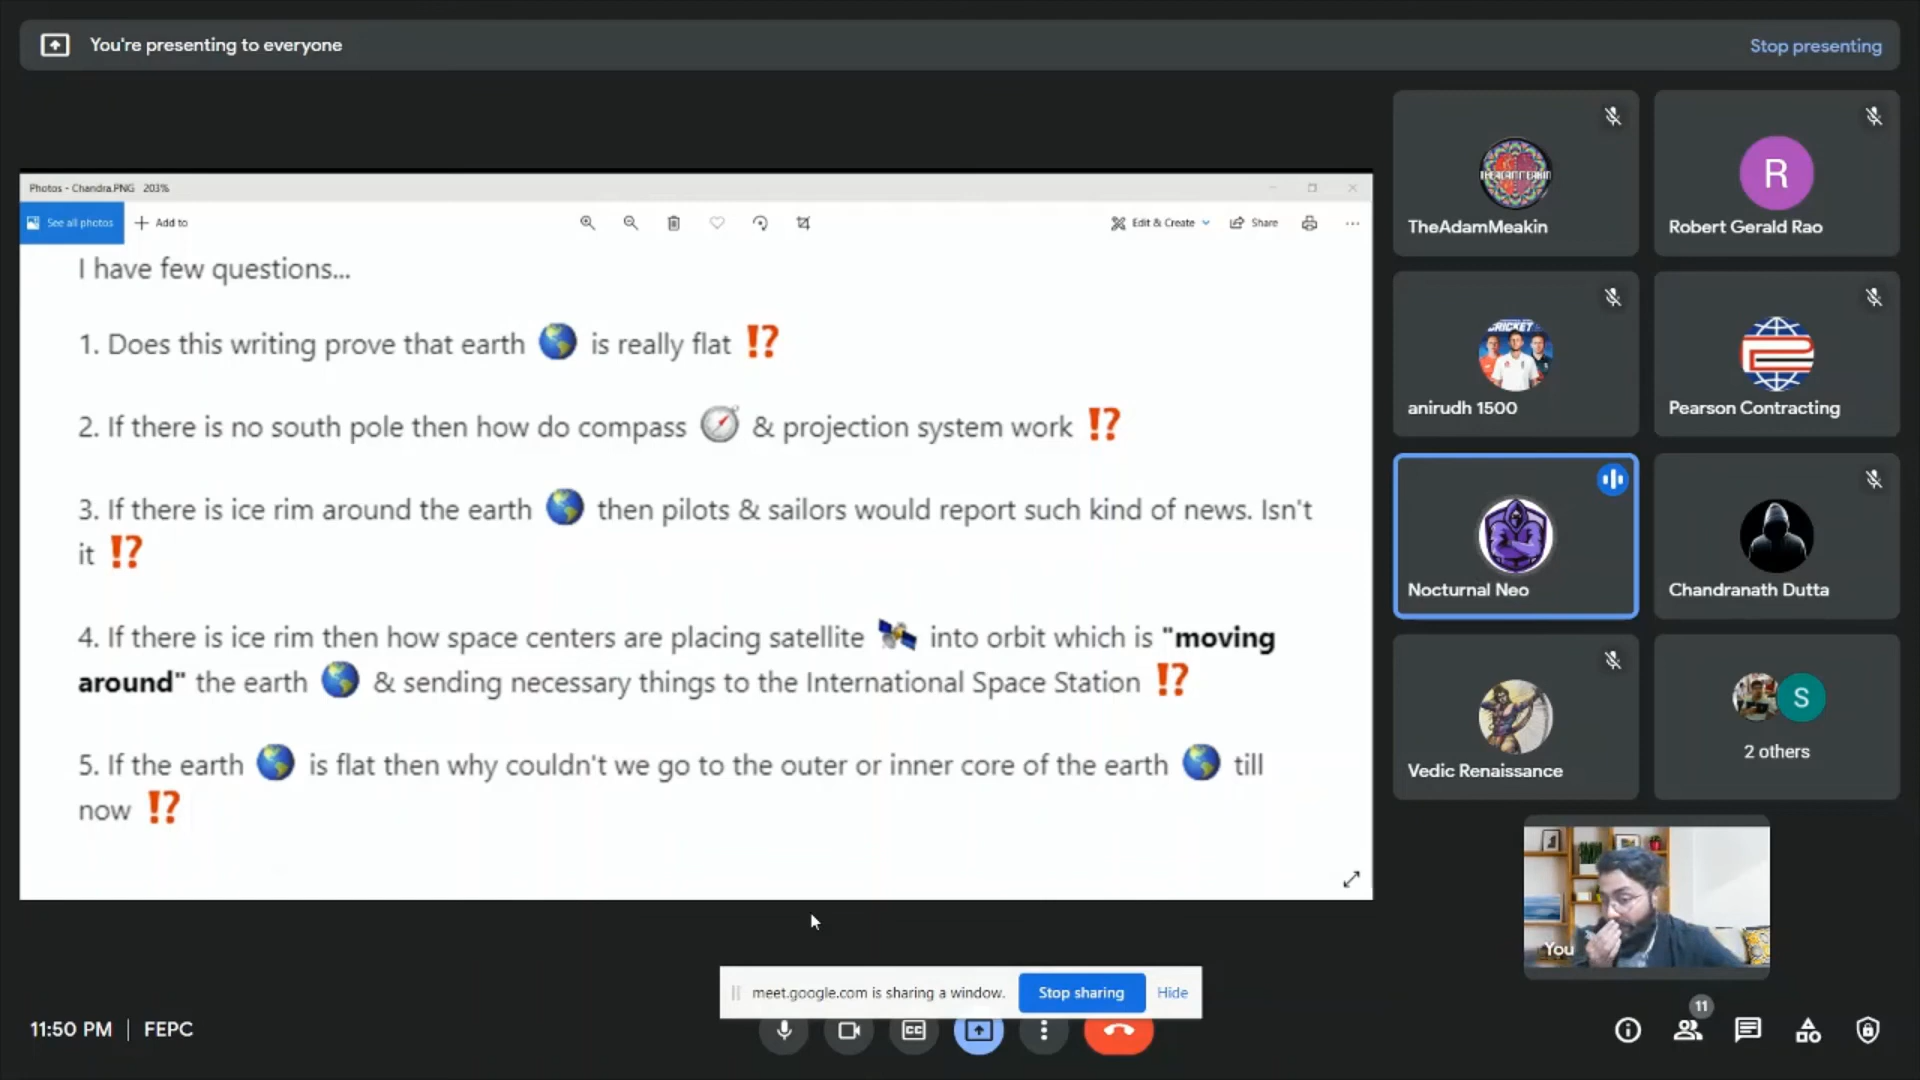 You're presenting to everyone
Stop presenting
Photos - Chandra.PNG 203%
See all photos
Add to
Edit & Create
Share
I have few questions...
1. Does this writing prove that earth 🌎 is really flat ⁉️
2. If there is no south pole then how do compass 🧭 & projection system work ⁉️
3. If there is ice rim around the earth 🌎 then pilots & sailors would report such kind of news. Isn't
it ⁉️
4. If there is ice rim then how space centers are placing satellite 🛰️ into orbit which is "moving
around" the earth 🌎 & sending necessary things to the International Space Station ⁉️
5. If the earth 🌎 is flat then why couldn't we go to the outer or inner core of the earth 🌎 till
now ⁉️
TheAdamMeakin
R
Robert Gerald Rao
CRICKET
anirudh 1500
Pearson Contracting
Nocturnal Neo
Chandranath Dutta
Vedic Renaissance
S
2 others
You
meet.google.com is sharing a window.
Stop sharing
Hide
11:50 PM | FEPC
CC
11